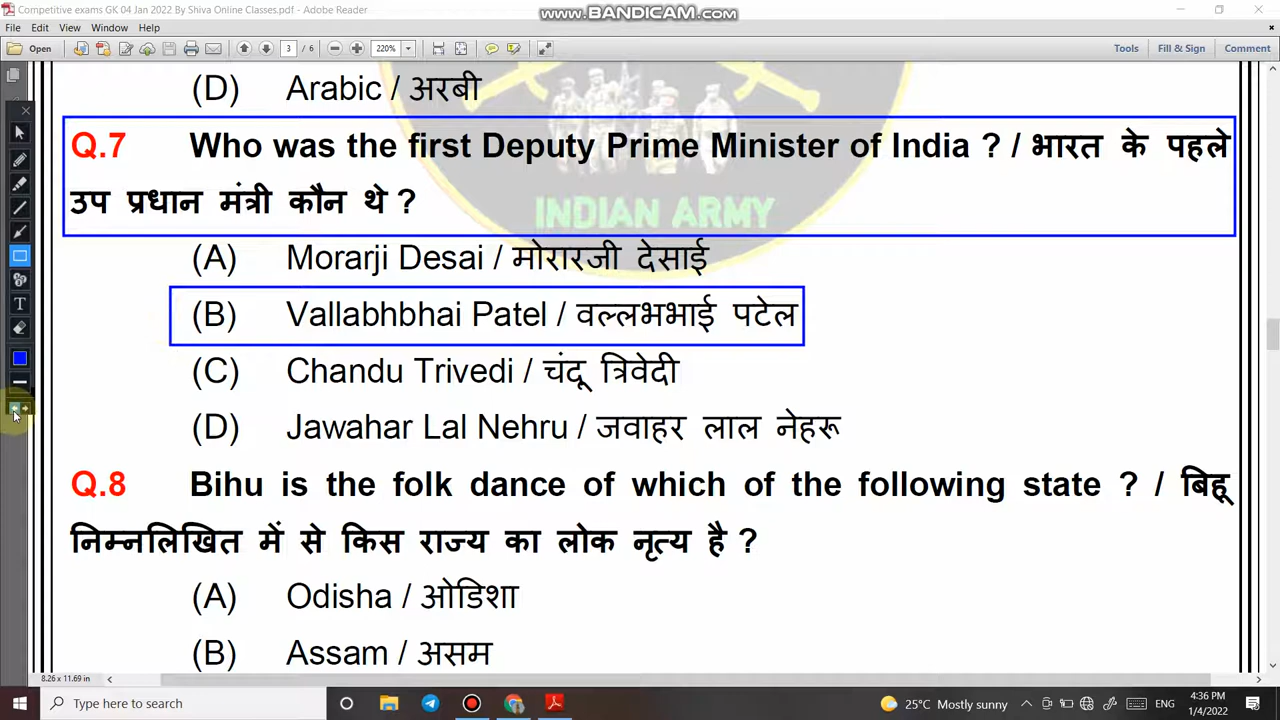 Competitive exams GK 04 Jan 2022 By Shiva Online Classes.pdf - Adobe Reader
www.BANDICAM.com
File Edit View Window Help
Open 3 / 6 220% Tools Fill & Sign Comment
(D) Arabic / अरबी
Q.7 Who was the first Deputy Prime Minister of India ? / भारत के पहले
उप प्रधान मंत्री कौन थे ?
INDIAN ARMY
(A) Morarji Desai / मोरारजी देसाई
(B) Vallabhbhai Patel / वल्लभभाई पटेल
(C) Chandu Trivedi / चंदू त्रिवेदी
(D) Jawahar Lal Nehru / जवाहर लाल नेहरू
Q.8 Bihu is the folk dance of which of the following state ? / बिहू
निम्नलिखित में से किस राज्य का लोक नृत्य है ?
(A) Odisha / ओडिशा
(B) Assam / असम
8.26 x 11.69 in
Type here to search 25°C Mostly sunny ENG 4:36 PM
1/4/2022